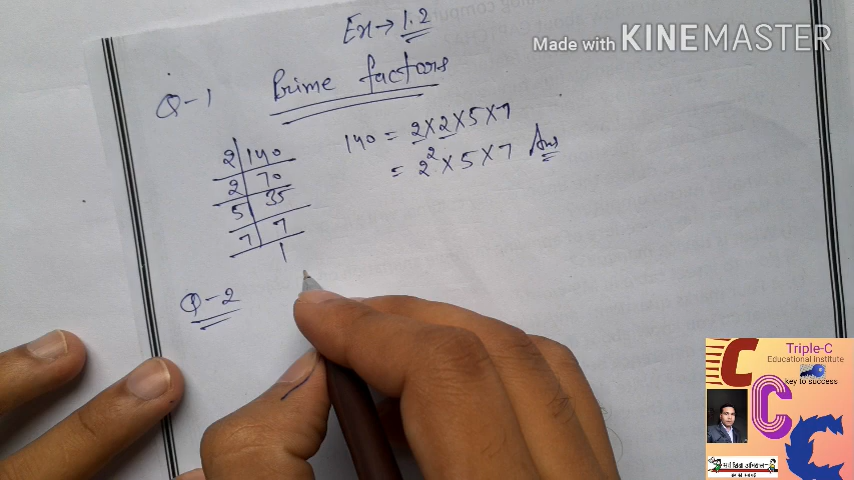 Ex→1.2
Made with KINEMASTER
Q-1 Prime factors
2 | 140
2 | 70
5 | 35
7 | 7
1
140 = 2×2×5×7
= 2²×5×7 Ans
Q-2
Triple-C
Educational Institute
key to success
CCC